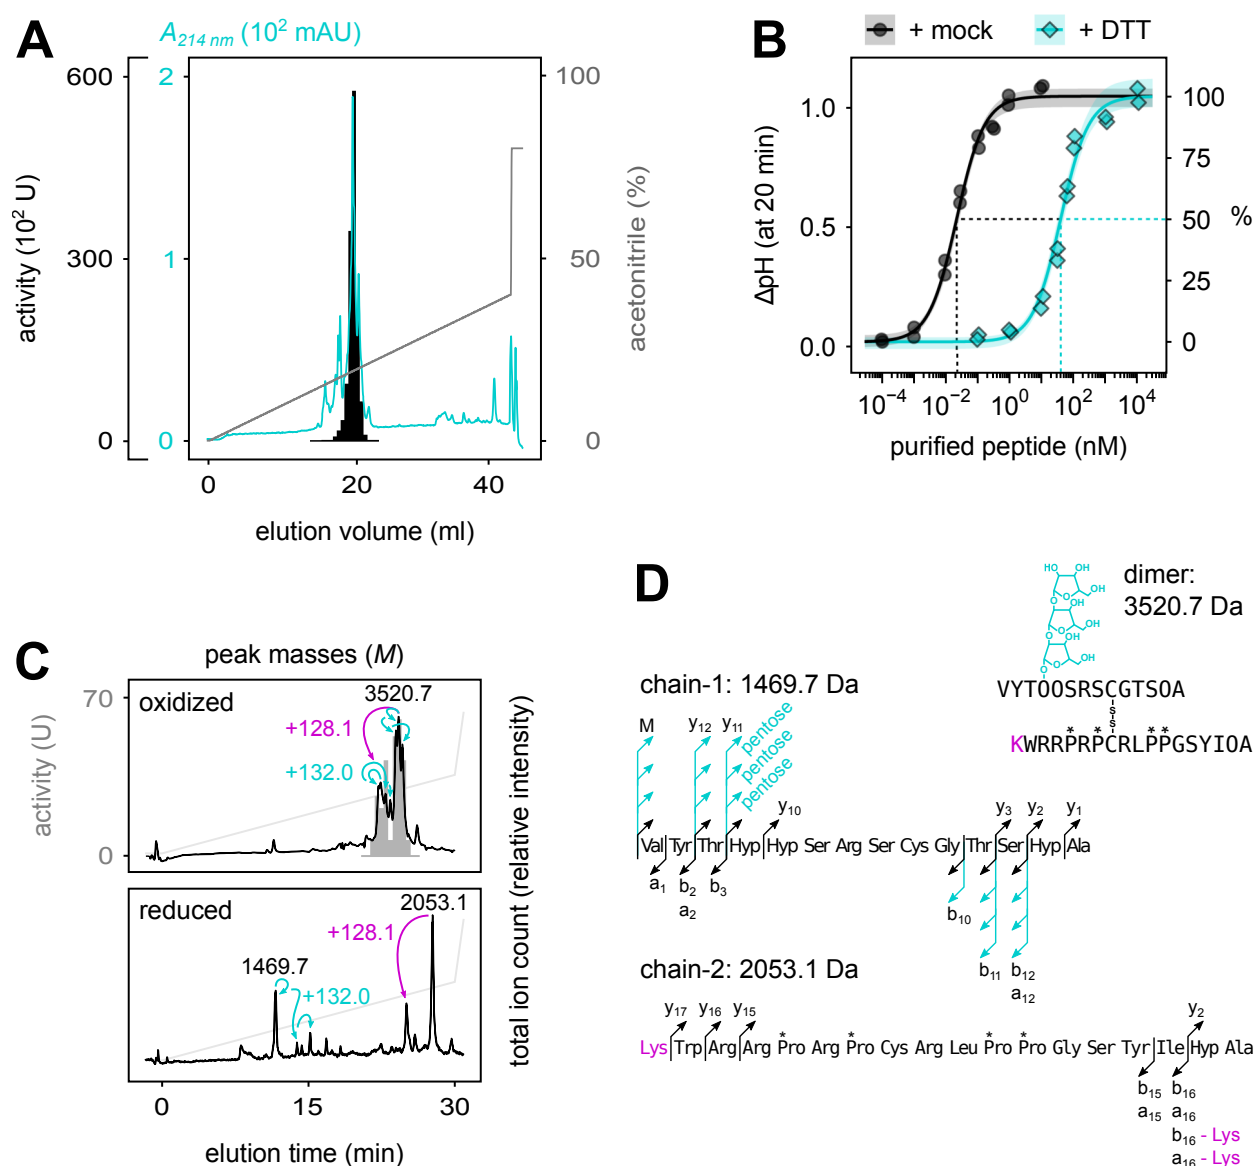 A
A214 nm (10² mAU)
activity (10² U)
600
300
0
2
1
0
100
50
0
acetonitrile (%)
0
20
40
elution volume (ml)
B
+ mock
+ DTT
ΔpH (at 20 min)
1.0
0.5
0.0
100
75
50
25
0
%
10⁻⁴
10⁻²
10⁰
10²
10⁴
purified peptide (nM)
C
peak masses (M)
activity (U)
70
0
oxidized
3520.7
+128.1
+132.0
reduced
2053.1
+128.1
1469.7
+132.0
total ion count (relative intensity)
0
15
30
elution time (min)
D
dimer:
3520.7 Da
HO
OH
O
OH
O
OH
O
OH
O
OH
O
OH
O
VYTOOSRSCGTSOA
S
S
* * **
KWRRPRPCRLPPGSYIOA
chain-1: 1469.7 Da
M y12 y11
pentose
pentose
pentose
y10 y3 y2 y1
Val Tyr Thr Hyp Hyp Ser Arg Ser Cys Gly Thr Ser Hyp Ala
a1 b2 b3
a2
b10
b11 b12
a12
chain-2: 2053.1 Da
y17 y16 y15 y2
* * * *
Lys Trp Arg Arg Pro Arg Pro Cys Arg Leu Pro Pro Gly Ser Tyr Ile Hyp Ala
b15 b16
a15 a16
b16 - Lys
a16 - Lys